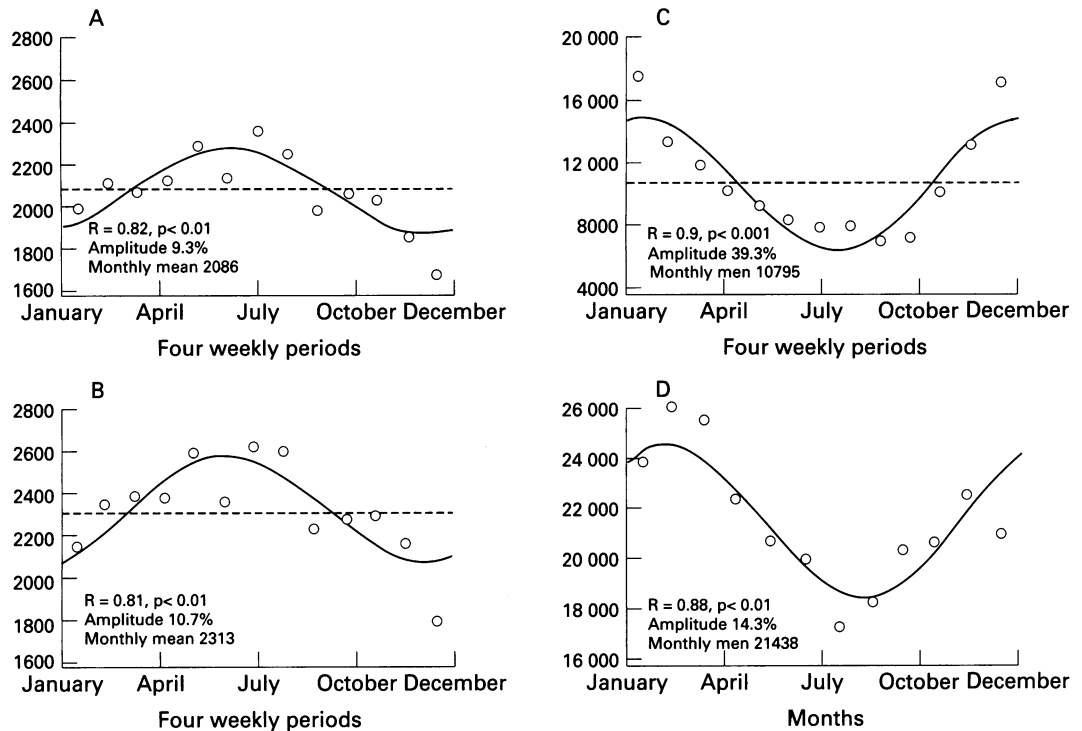 A
2800
2600
2400
2200
2000
1800
1600
R = 0.82, p< 0.01
Amplitude 9.3%
Monthly mean 2086
January April July October December
Four weekly periods
C
20 000
16 000
12 000
8000
4000
R = 0.9, p< 0.001
Amplitude 39.3%
Monthly men 10795
January April July October December
Four weekly periods
B
2800
2600
2400
2200
2000
1800
1600
R = 0.81, p< 0.01
Amplitude 10.7%
Monthly mean 2313
January April July October December
Four weekly periods
D
26 000
24 000
22 000
20 000
18 000
16 000
R = 0.88, p< 0.01
Amplitude 14.3%
Monthly men 21438
January April July October December
Months